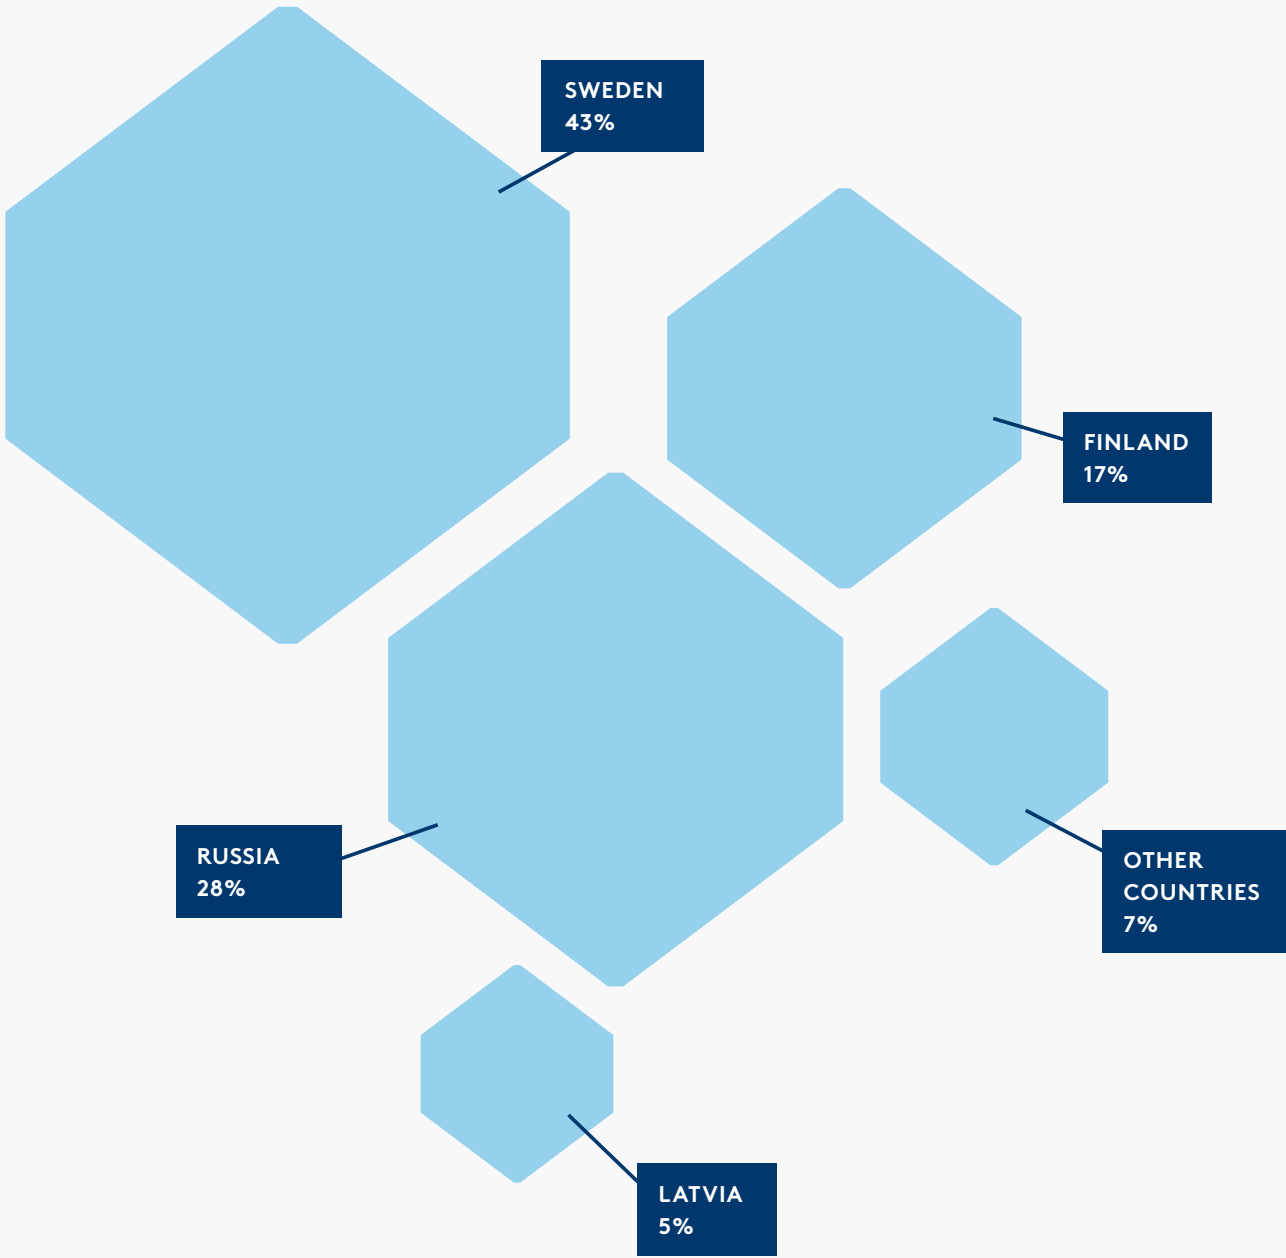 SWEDEN
43%
FINLAND
17%
RUSSIA
28%
OTHER
COUNTRIES
7%
LATVIA
5%